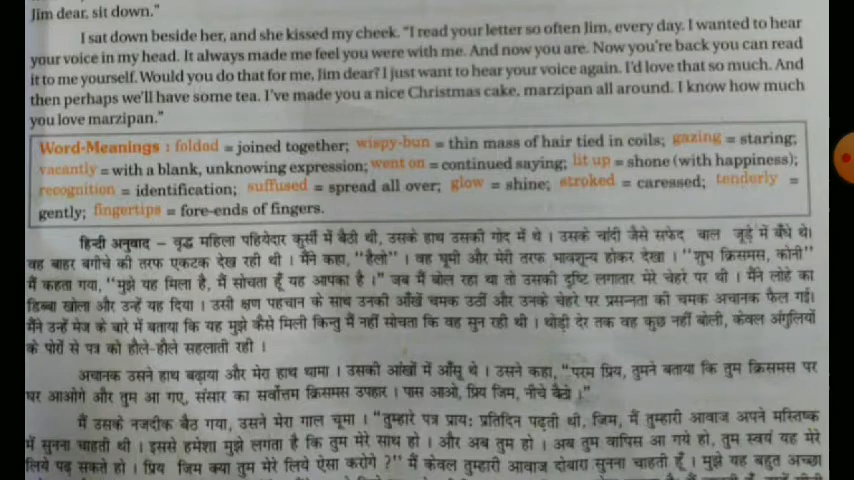 Jim dear, sit down."
I sat down beside her, and she kissed my cheek. "I read your letter so often Jim, every day. I wanted to hear
your voice in my head. It always made me feel you were with me. And now you are. Now you're back you can read
it to me yourself. Would you do that for me, Jim dear? I just want to hear your voice again. I'd love that so much. And
then perhaps we'll have some tea. I've made you a nice Christmas cake, marzipan all around. I know how much
you love marzipan."
Word-Meanings : folded = joined together; wispy-bun = thin mass of hair tied in coils; gazing = staring;
vacantly = with a blank, unknowing expression; went on = continued saying; lit up = shone (with happiness);
recognition = identification; suffused = spread all over; glow = shine; stroked = caressed; tenderly =
gently; fingertips = fore-ends of fingers.
हिन्दी अनुवाद – वृद्ध महिला पहियेदार कुर्सी में बैठी थी, उसके हाथ उसकी गोद में थे । उसके चांदी जैसे सफेद बाल जूड़े में बँधे थे।
वह बाहर बगीचे की तरफ एकटक देख रही थी । मैंने कहा, "हैलो" । वह घूमी और मेरी तरफ भावशून्य होकर देखा । "शुभ क्रिसमस, कोनी"
मैं कहता गया, "मुझे यह मिला है, मैं सोचता हूँ यह आपका है ।" जब मैं बोल रहा था तो उसकी दृष्टि लगातार मेरे चेहरे पर थी । मैंने लोहे का
डिब्बा खोला और उन्हें यह दिया । उसी क्षण पहचान के साथ उनकी आँखें चमक उठीं और उनके चेहरे पर प्रसन्नता की चमक अचानक फैल गई।
मैंने उन्हें मेज के बारे में बताया कि यह मुझे कैसे मिली किन्तु मैं नहीं सोचता कि वह सुन रही थी । थोड़ी देर तक वह कुछ नहीं बोली, केवल अंगुलियों
के पोरों से पत्र को हौले-हौले सहलाती रही ।
अचानक उसने हाथ बढ़ाया और मेरा हाथ थामा । उसकी आंखों में आँसू थे । उसने कहा, "परम प्रिय, तुमने बताया कि तुम क्रिसमस पर
घर आओगे और तुम आ गए, संसार का सर्वोत्तम क्रिसमस उपहार । पास आओ, प्रिय जिम, नीचे बैठो ।"
मैं उसके नजदीक बैठ गया, उसने मेरा गाल चूमा । "तुम्हारे पत्र प्राय: प्रतिदिन पढ़ती थी, जिम, मैं तुम्हारी आवाज अपने मस्तिष्क
में सुनना चाहती थी । इससे हमेशा मुझे लगता है कि तुम मेरे साथ हो । और अब तुम हो । अब तुम वापिस आ गये हो, तुम स्वयं यह मेरे
लिये पढ़ सकते हो । प्रिय जिम क्या तुम मेरे लिये ऐसा करोगे ?" मैं केवल तुम्हारी आवाज दोबारा सुनना चाहती हूँ । मुझे यह बहुत अच्छा